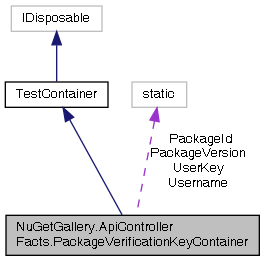 IDisposable
TestContainer
static
PackageId
PackageVersion
UserKey
Username
NuGetGallery.ApiController
Facts.PackageVerificationKeyContainer